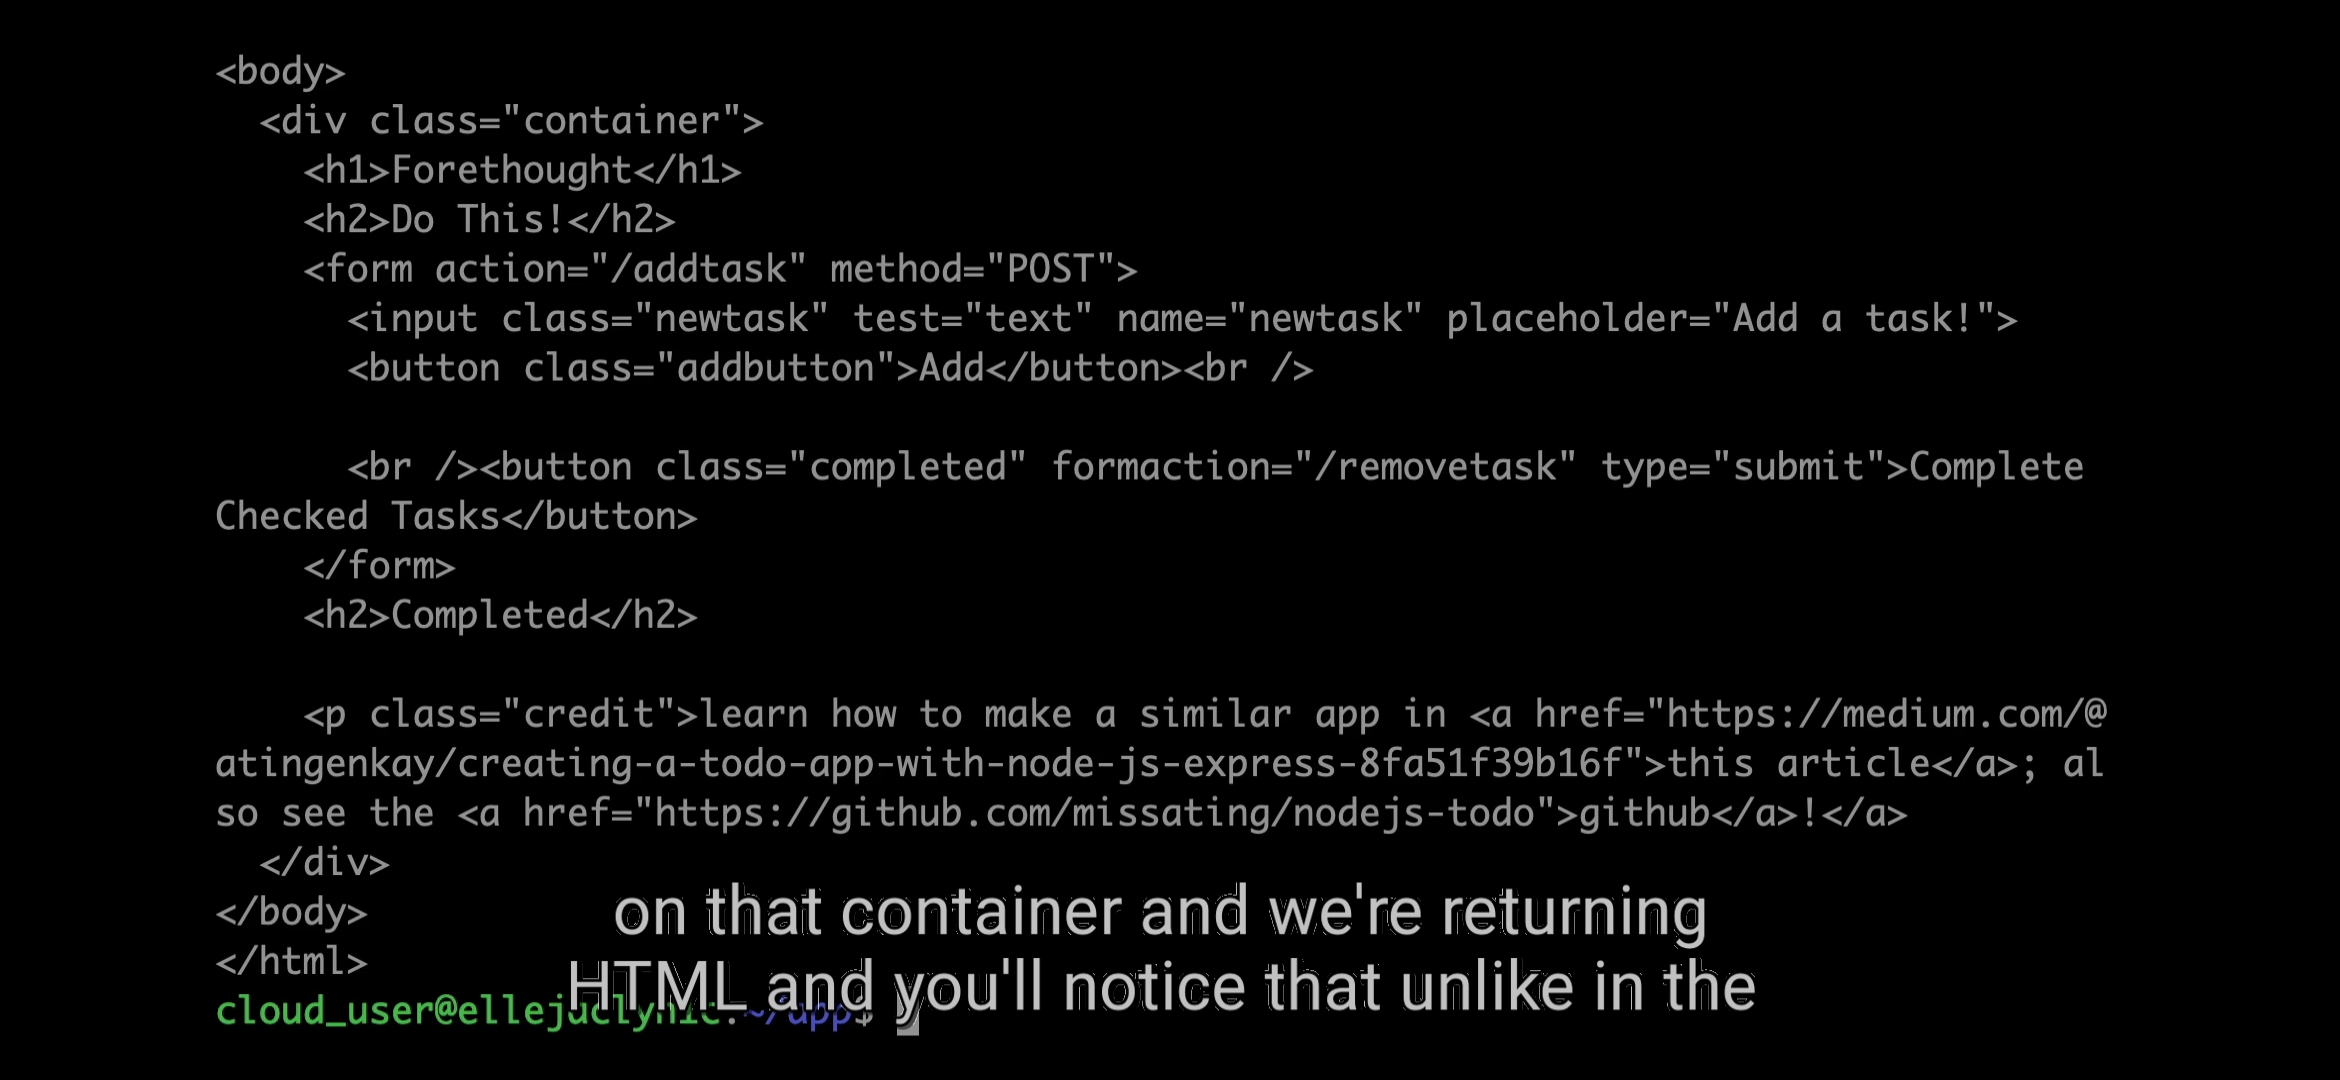 <body>
  <div class="container">
    <h1>Forethought</h1>
    <h2>Do This!</h2>
    <form action="/addtask" method="POST">
      <input class="newtask" test="text" name="newtask" placeholder="Add a task!">
      <button class="addbutton">Add</button><br />
      <br /><button class="completed" formaction="/removetask" type="submit">Complete
Checked Tasks</button>
    </form>
    <h2>Completed</h2>
    <p class="credit">learn how to make a similar app in <a href="https://medium.com/@
atingenkay/creating-a-todo-app-with-node-js-express-8fa51f39b16f">this article</a>; al
so see the <a href="https://github.com/missating/nodejs-todo">github</a>!</a>
  </div>
</body>
</html>
on that container and we're returning
HTML and you'll notice that unlike in the
cloud_user@ellejaclynic:~/app$